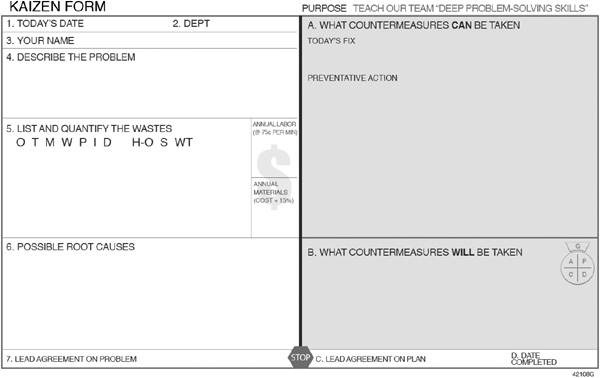 KAIZEN FORM
PURPOSE TEACH OUR TEAM "DEEP PROBLEM-SOLVING SKILLS"
1. TODAY'S DATE 2. DEPT
3. YOUR NAME
4. DESCRIBE THE PROBLEM
5. LIST AND QUANTIFY THE WASTES
O T M W P I D H-O S WT
ANNUAL LABOR
(@ 75¢ PER MIN)
$
ANNUAL
MATERIALS
(COST + 15%)
6. POSSIBLE ROOT CAUSES
7. LEAD AGREEMENT ON PROBLEM
STOP
A. WHAT COUNTERMEASURES CAN BE TAKEN
TODAY'S FIX
PREVENTATIVE ACTION
B. WHAT COUNTERMEASURES WILL BE TAKEN
G
A P
C D
C. LEAD AGREEMENT ON PLAN
D. DATE
COMPLETED
42108G